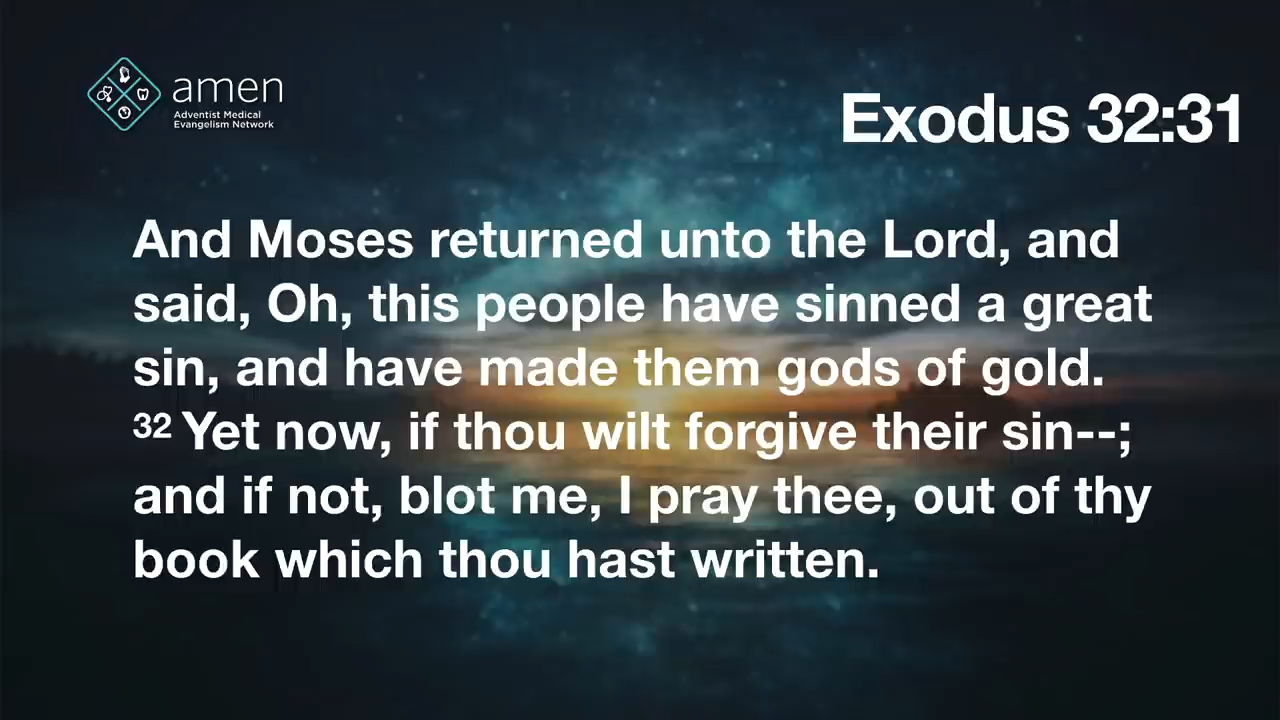 amen
Adventist Medical
Evangelism Network
Exodus 32:31
And Moses returned unto the Lord, and
said, Oh, this people have sinned a great
sin, and have made them gods of gold.
32 Yet now, if thou wilt forgive their sin--;
and if not, blot me, I pray thee, out of thy
book which thou hast written.